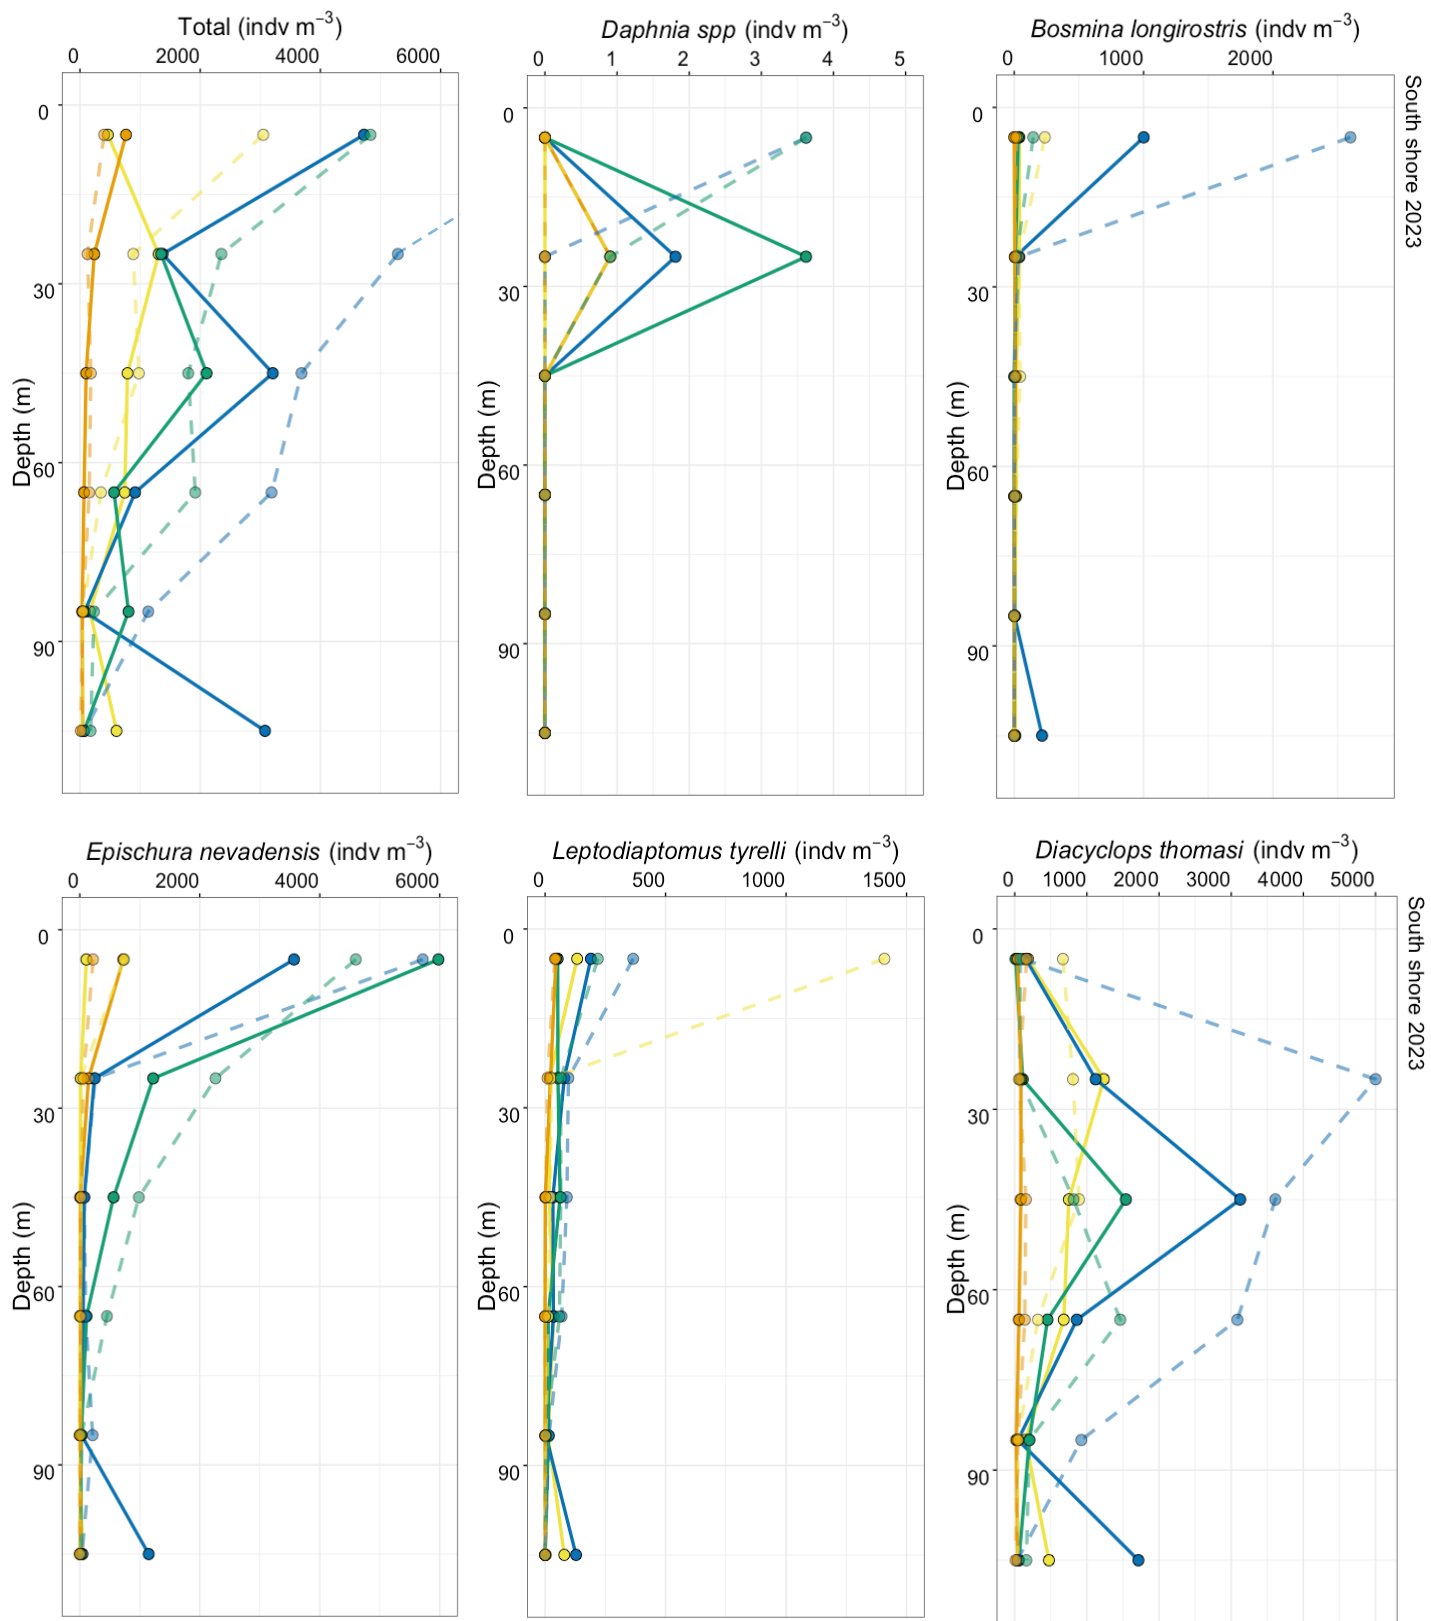 Total (indv m⁻³)
0 2000 4000 6000
0
30
60
90
Depth (m)
Daphnia spp (indv m⁻³)
0 1 2 3 4 5
0
30
60
90
Depth (m)
Bosmina longirostris (indv m⁻³)
0 1000 2000
0
30
60
90
Depth (m)
South shore 2023
Epischura nevadensis (indv m⁻³)
0 2000 4000 6000
0
30
60
90
Depth (m)
Leptodiaptomus tyrelli (indv m⁻³)
0 500 1000 1500
0
30
60
90
Depth (m)
Diacyclops thomasi (indv m⁻³)
0 1000 2000 3000 4000 5000
0
30
60
90
Depth (m)
South shore 2023